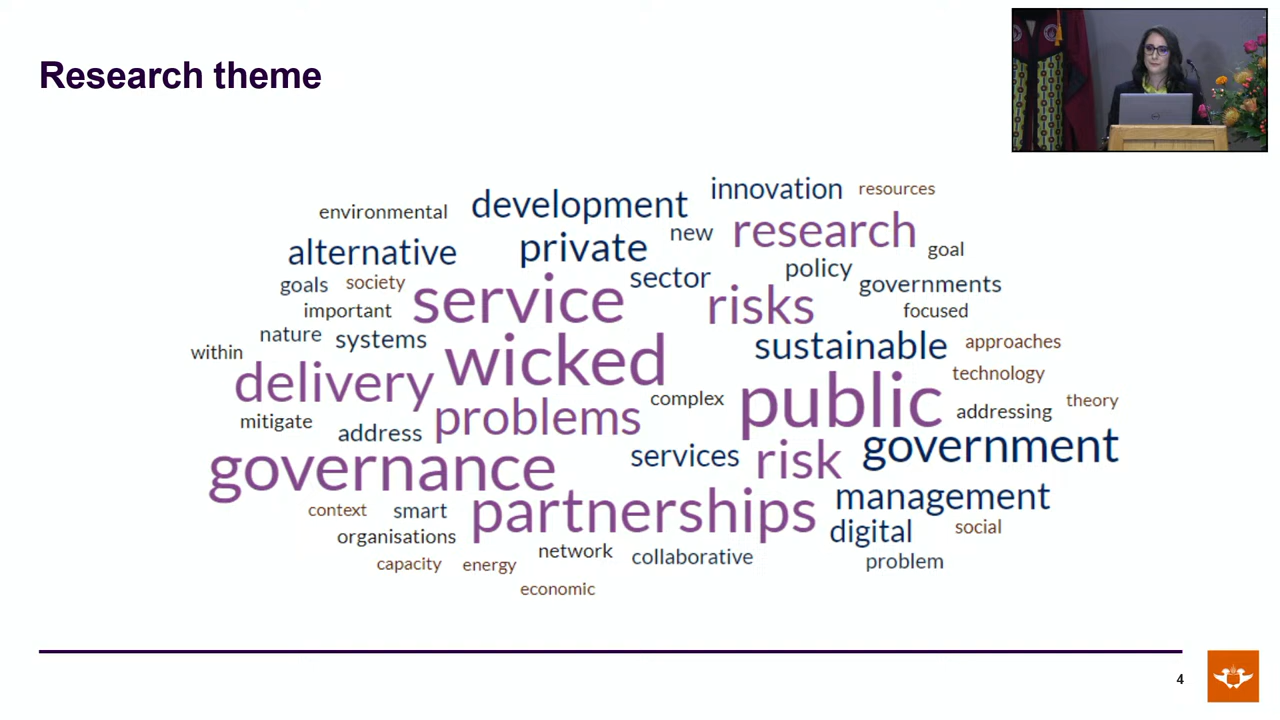 Research theme
innovation resources
environmental development
new research
alternative private goal
policy
goals society service sector risks governments
important focused
nature systems
within wicked sustainable approaches
delivery public technology
mitigate problems complex addressing theory
address government
governance services risk
context smart partnerships management
organisations digital social
network collaborative problem
capacity energy
economic
4